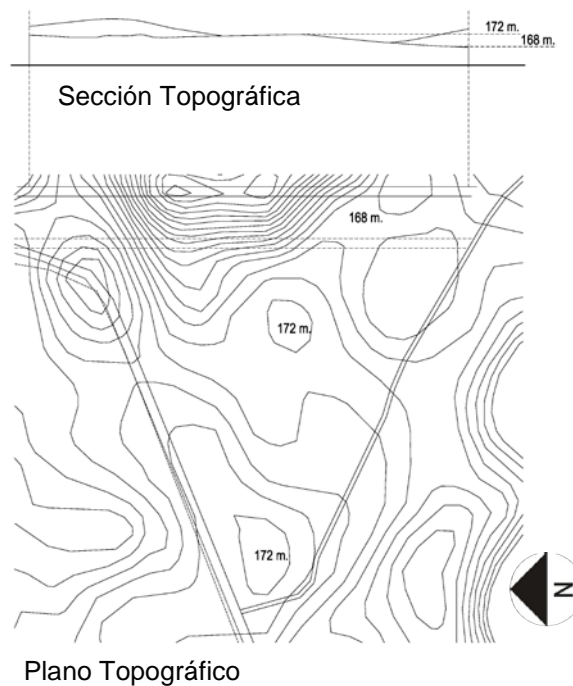 172 m.
168 m.
Sección Topográfica
168 m.
172 m.
172 m.
N
Plano Topográfico